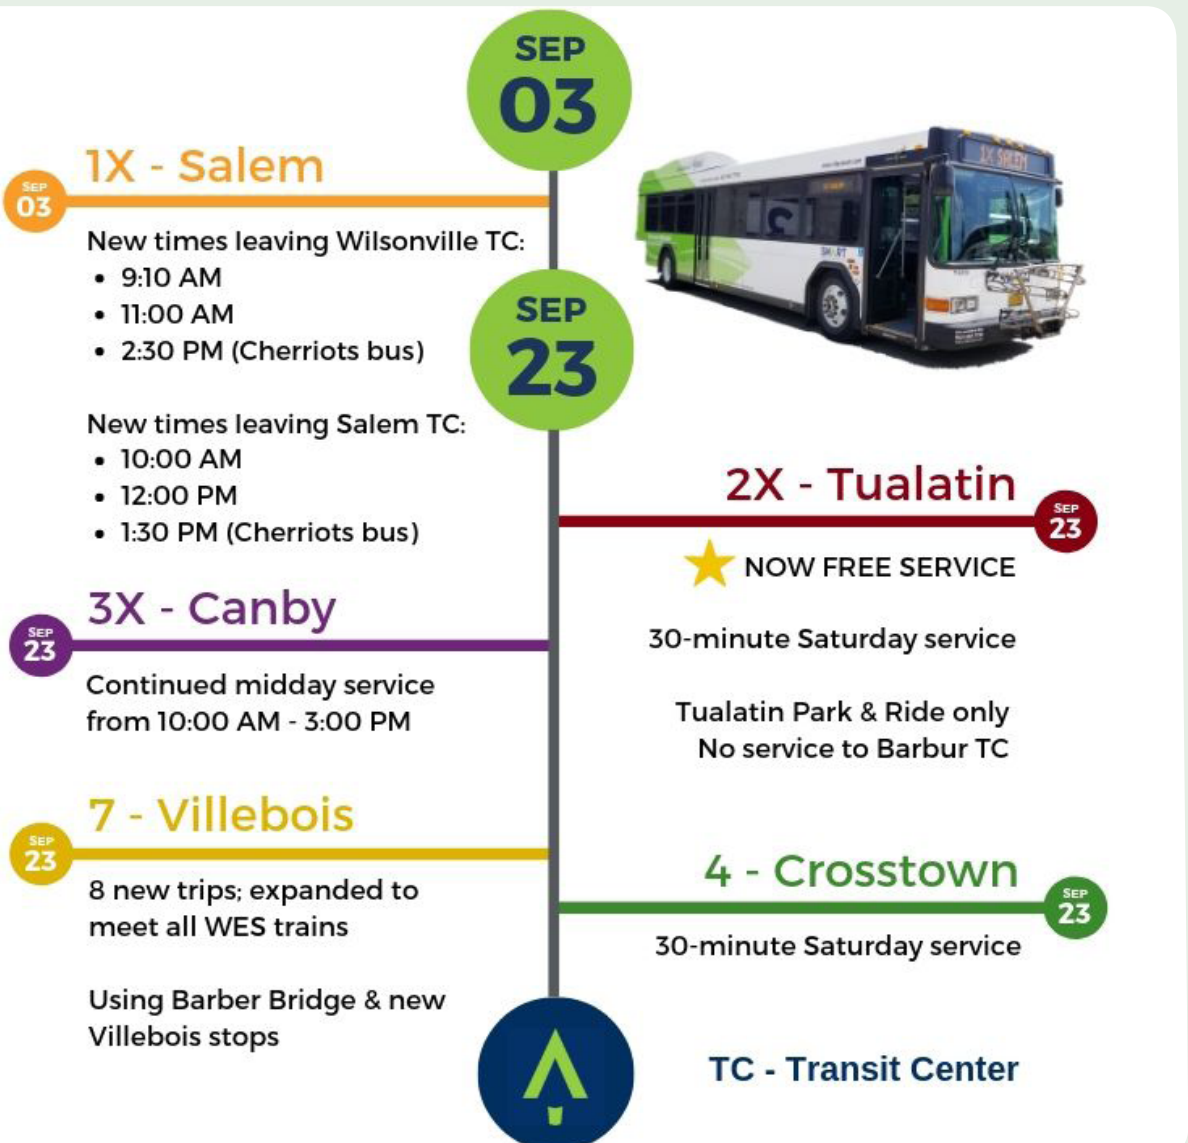 SEP
03
1X - Salem
SEP
03
New times leaving Wilsonville TC:
• 9:10 AM
• 11:00 AM
• 2:30 PM (Cherriots bus)
New times leaving Salem TC:
• 10:00 AM
• 12:00 PM
• 1:30 PM (Cherriots bus)
1X SALEM
SMART
SEP
23
2X - Tualatin
SEP
23
NOW FREE SERVICE
30-minute Saturday service
Tualatin Park & Ride only
No service to Barbur TC
3X - Canby
SEP
23
Continued midday service
from 10:00 AM - 3:00 PM
7 - Villebois
SEP
23
8 new trips; expanded to
meet all WES trains
Using Barber Bridge & new
Villebois stops
4 - Crosstown
SEP
23
30-minute Saturday service
TC - Transit Center